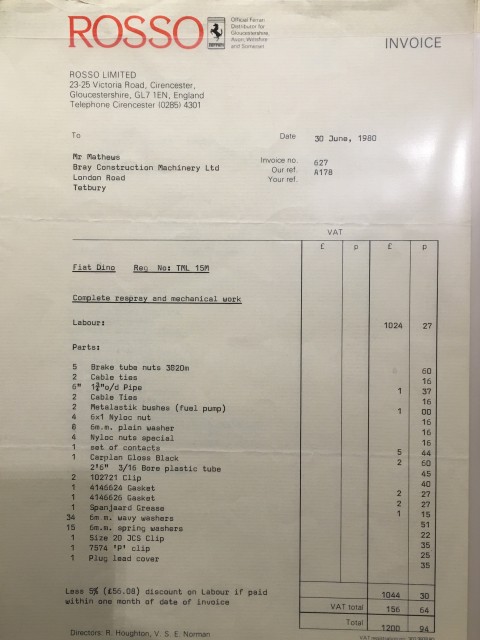 ROSSO
Official Ferrari
Distributor for
Gloucestershire,
Avon, Wiltshire
and Somerset
INVOICE
ROSSO LIMITED
23-25 Victoria Road, Cirencester,
Gloucestershire, GL7 1EN, England
Telephone Cirencester (0285) 4301
To
Date 30 June, 1980
Mr Mathews
Bray Construction Machinery Ltd
London Road
Tetbury
Invoice no. 627
Our ref. A178
Your ref.
VAT
£ p £ p
Fiat Dino Reg No: TML 15M
Complete respray and mechanical work
Labour: 1024 27
Parts:
5 Brake tube nuts 3820m 60
2 Cable ties 16
6" 1¾"o/d Pipe 1 37
2 Cable Ties 16
2 Metalastik bushes (fuel pump) 1 00
4 6x1 Nyloc nut 16
8 6m.m. plain washer 16
4 Nyloc nuts special 16
1 set of contacts 5 44
1 Carplan Gloss Black 2 60
2'6" 3/16 Bore plastic tube 45
2 102721 Clip 40
1 4146624 Gasket 2 27
1 4146626 Gasket 2 27
1 Spanjaard Grease 1 15
34 6m m. wavy washers 51
15 6m.m. spring washers 22
1 Size 20 JCS Clip 35
1 7574 'P' clip 25
1 Plug lead cover 35
1044 30
Less 5% (£56.08) discount on Labour if paid
within one month of date of invoice
VAT total 156 64
Total 1200 94
Directors: R. Houghton, V. S. E. Norman